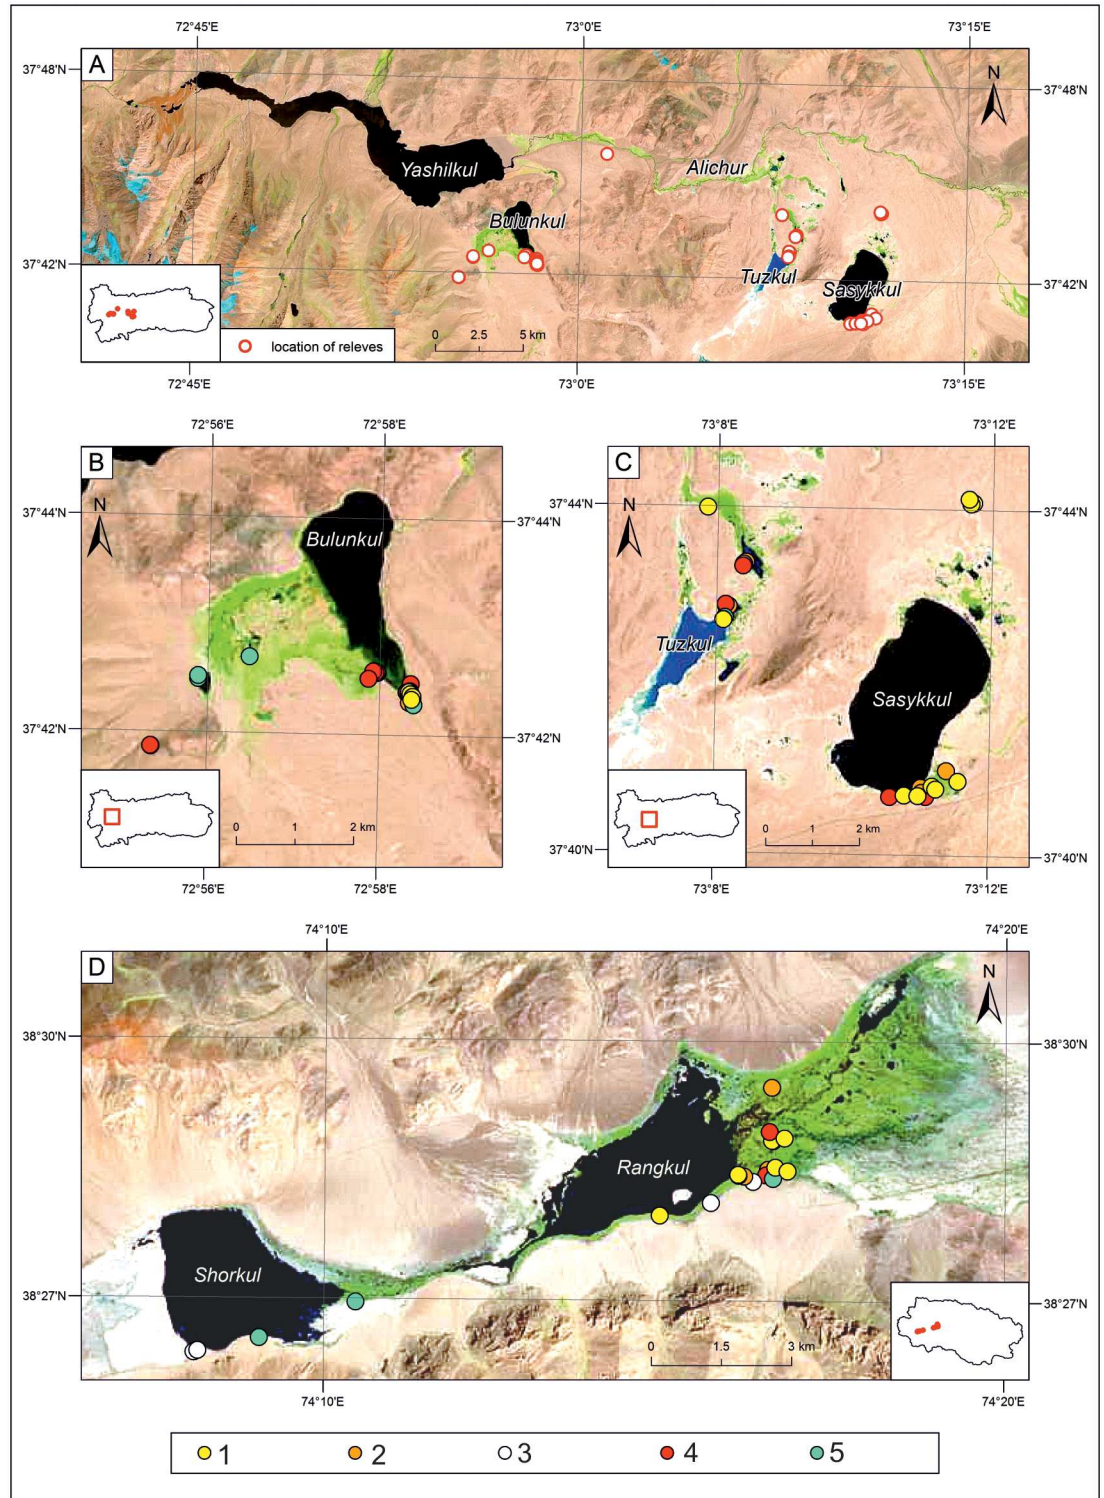 72°45'E 73°0'E 73°15'E
A
37°48'N
37°48'N
N
Yashilkul
Alichur
Bulunkul
37°42'N
Tuzkul
37°42'N
Sasykkul
location of releves
0 2.5 5 km
72°45'E 73°0'E 73°15'E
72°56'E 72°58'E
B
N
37°44'N
37°44'N
Bulunkul
37°42'N
37°42'N
0 1 2 km
72°56'E 72°58'E
73°8'E 73°12'E
C
N
37°44'N
37°44'N
Tuzkul
Sasykkul
0 1 2 km
37°40'N
37°40'N
73°8'E 73°12'E
74°10'E 74°20'E
D
N
38°30'N
38°30'N
Rangkul
Shorkul
38°27'N
38°27'N
0 1.5 3 km
74°10'E 74°20'E
1 2 3 4 5